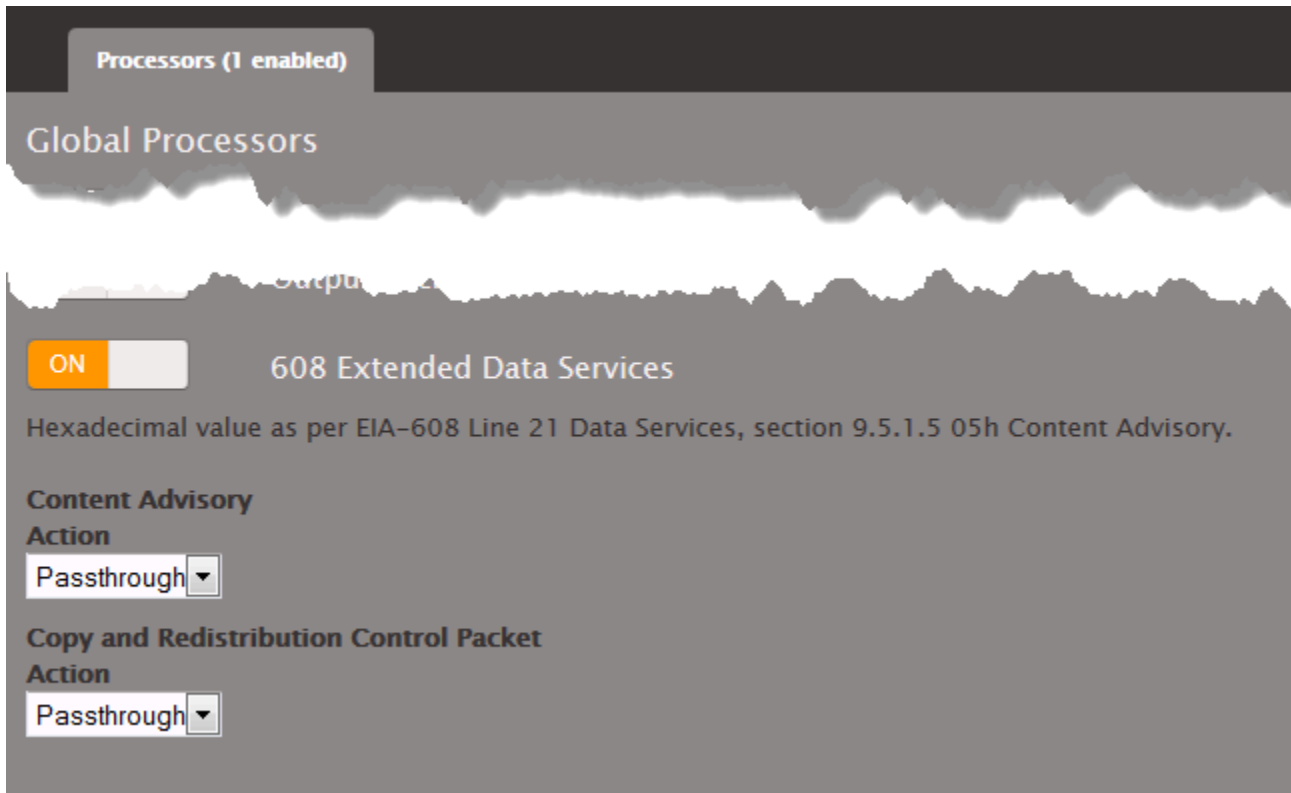 Processors (1 enabled)
Global Processors
ON
608 Extended Data Services
Hexadecimal value as per EIA-608 Line 21 Data Services, section 9.5.1.5 05h Content Advisory.
Content Advisory
Action
Passthrough
Copy and Redistribution Control Packet
Action
Passthrough